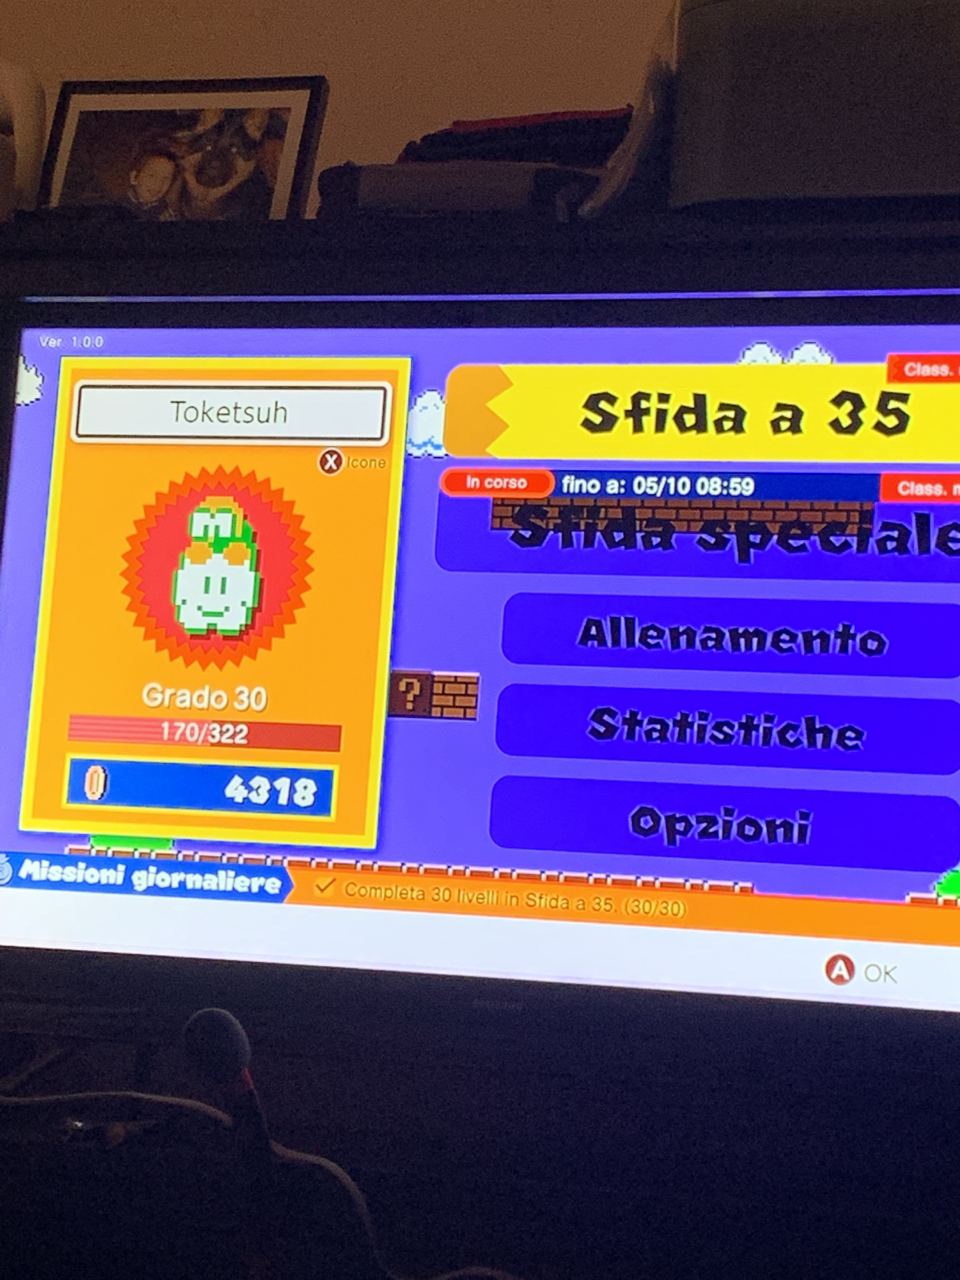 Ver. 1.0.0
Toketsuh
X Icone
Grado 30
170/322
4318
Class.
Sfida a 35
In corso fino a: 05/10 08:59
Class.
Sfida speciale
?
Allenamento
Statistiche
Opzioni
Missioni giornaliere
Completa 30 livelli in Sfida a 35. (30/30)
A OK